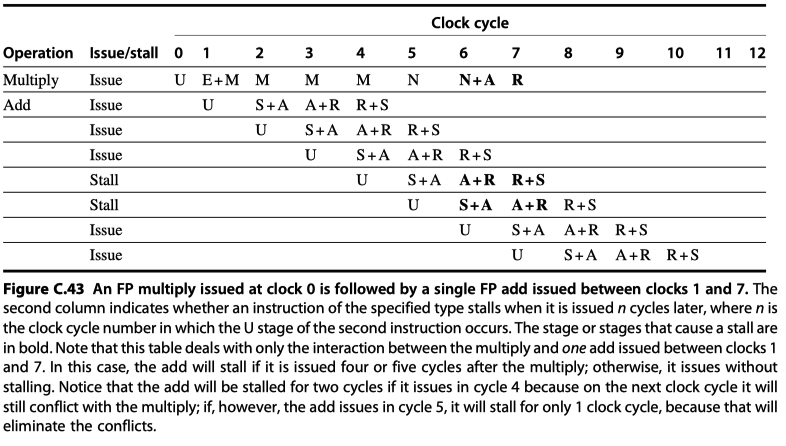 Clock cycle
Operation Issue/stall 0 1 2 3 4 5 6 7 8 9 10 11 12
Multiply Issue U E+M M M M N N+A R
Add Issue U S+A A+R R+S
Issue U S+A A+R R+S
Issue U S+A A+R R+S
Stall U S+A A+R R+S
Stall U S+A A+R R+S
Issue U S+A A+R R+S
Issue U S+A A+R R+S
Figure C.43 An FP multiply issued at clock 0 is followed by a single FP add issued between clocks 1 and 7. The
second column indicates whether an instruction of the specified type stalls when it is issued n cycles later, where n is
the clock cycle number in which the U stage of the second instruction occurs. The stage or stages that cause a stall are
in bold. Note that this table deals with only the interaction between the multiply and one add issued between clocks 1
and 7. In this case, the add will stall if it is issued four or five cycles after the multiply; otherwise, it issues without
stalling. Notice that the add will be stalled for two cycles if it issues in cycle 4 because on the next clock cycle it will
still conflict with the multiply; if, however, the add issues in cycle 5, it will stall for only 1 clock cycle, because that will
eliminate the conflicts.